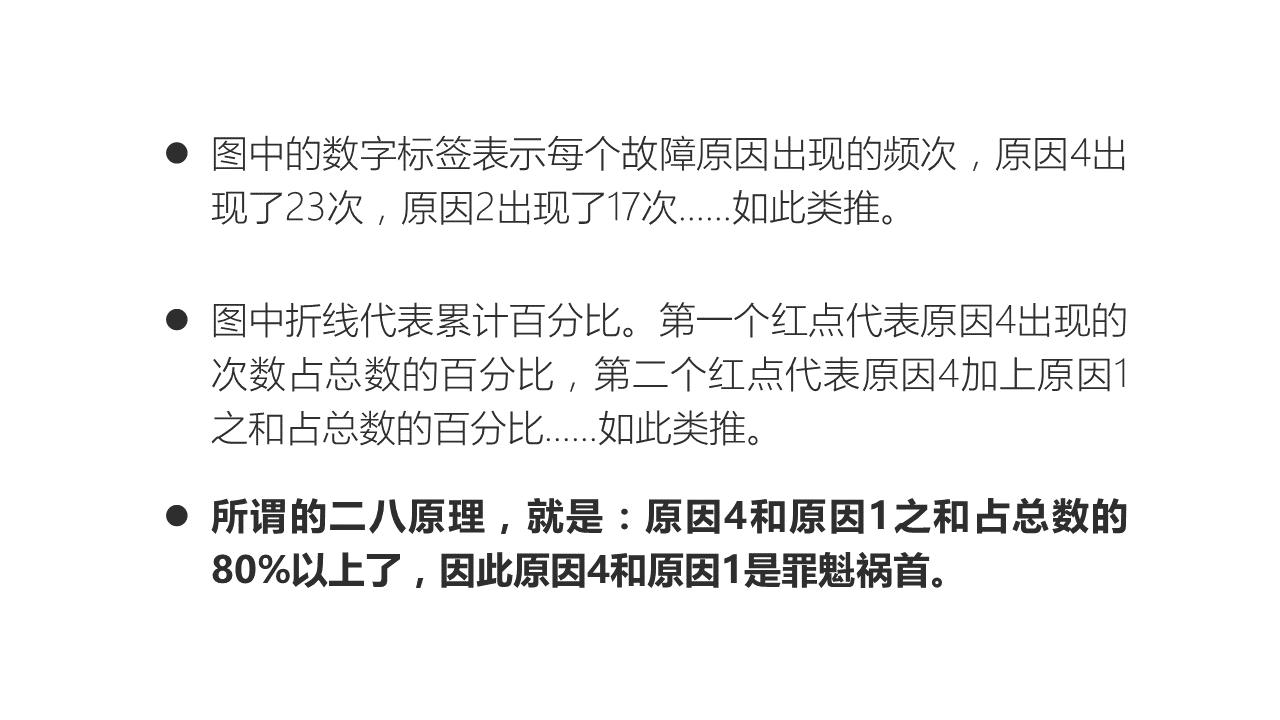 ● 图中的数字标签表示每个故障原因出现的频次，原因4出
现了23次，原因2出现了17次……如此类推。
● 图中折线代表累计百分比。第一个红点代表原因4出现的
次数占总数的百分比，第二个红点代表原因4加上原因1
之和占总数的百分比……如此类推。
● 所谓的二八原理，就是：原因4和原因1之和占总数的
80%以上了，因此原因4和原因1是罪魁祸首。